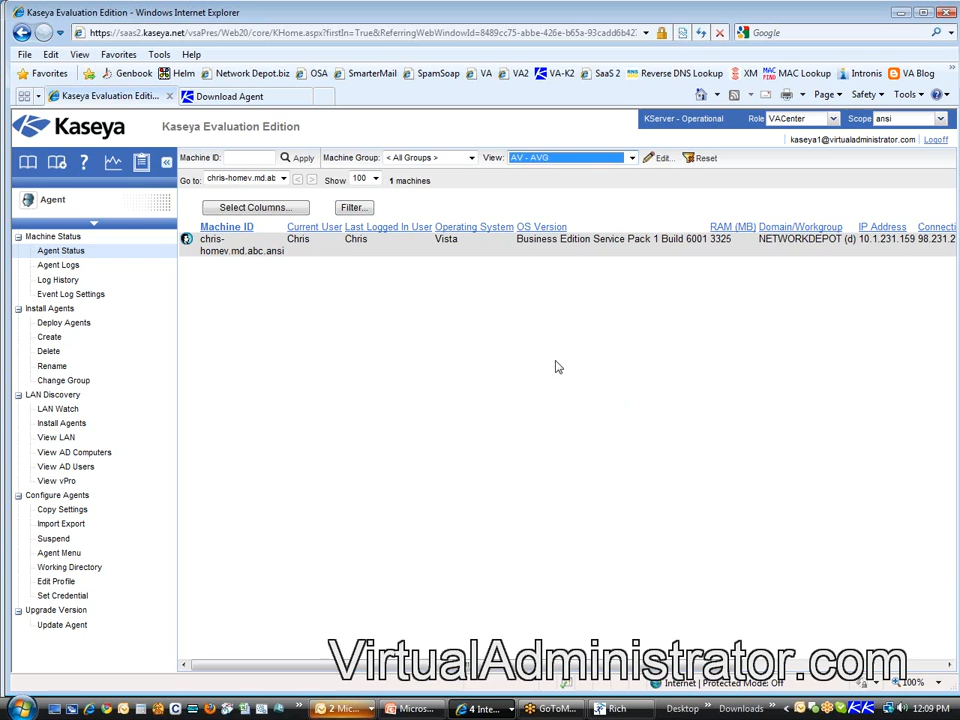 Kaseya Evaluation Edition - Windows Internet Explorer
https://saas2.kaseya.net/vsaPres/Web20/core/KHome.aspx?firstIn=True&ReferringWebWindowId=8489cc75-abbe-426e-b65a-93cadd6b427
Google
File Edit View Favorites Tools Help
Favorites Genbook Helm Network Depot.biz OSA SmarterMail SpamSoap VA VA2 VA-K2 SaaS 2 Reverse DNS Lookup XM MAC Lookup Intronis VA Blog
Kaseya Evaluation Editi... Download Agent
Page Safety Tools
Kaseya Kaseya Evaluation Edition
KServer - Operational Role VACenter Scope ansi
kaseya1@virtualadministrator.com Logoff
Machine ID: Apply Machine Group: < All Groups > View: AV - AVG Edit... Reset
Go to: chris-homev.md.ab Show 100 1 machines
Select Columns... Filter...
Machine ID Current User Last Logged In User Operating System OS Version RAM (MB) Domain/Workgroup IP Address Connecti
chris-homev.md.abc.ansi Chris Chris Vista Business Edition Service Pack 1 Build 6001 3325 NETWORKDEPOT (d) 10.1.231.159 98.231.2
Agent
Machine Status
Agent Status
Agent Logs
Log History
Event Log Settings
Install Agents
Deploy Agents
Create
Delete
Rename
Change Group
LAN Discovery
LAN Watch
Install Agents
View LAN
View AD Computers
View AD Users
View vPro
Configure Agents
Copy Settings
Import Export
Suspend
Agent Menu
Working Directory
Edit Profile
Set Credential
Upgrade Version
Update Agent
VirtualAdministrator.com
Internet | Protected Mode: Off 100%
2 Mic... Micros... 4 Inte... GoToM... Rich Desktop Downloads 12:09 PM